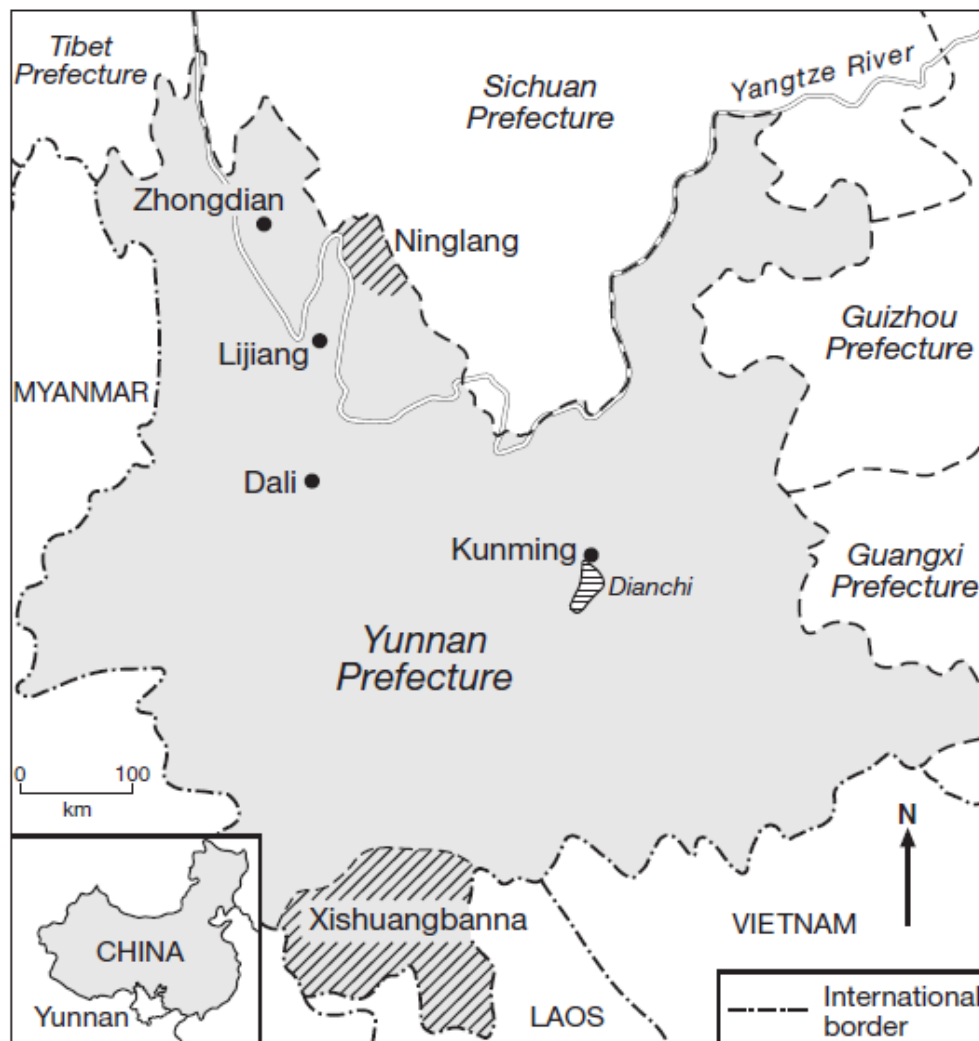 Tibet
Prefecture
Sichuan
Prefecture
Yangtze River
Zhongdian
Ninglang
Guizhou
Prefecture
Lijiang
MYANMAR
Dali
Kunming
Dianchi
Guangxi
Prefecture
Yunnan
Prefecture
0 100
km
N
Xishuangbanna
VIETNAM
CHINA
Yunnan
LAOS
International
border